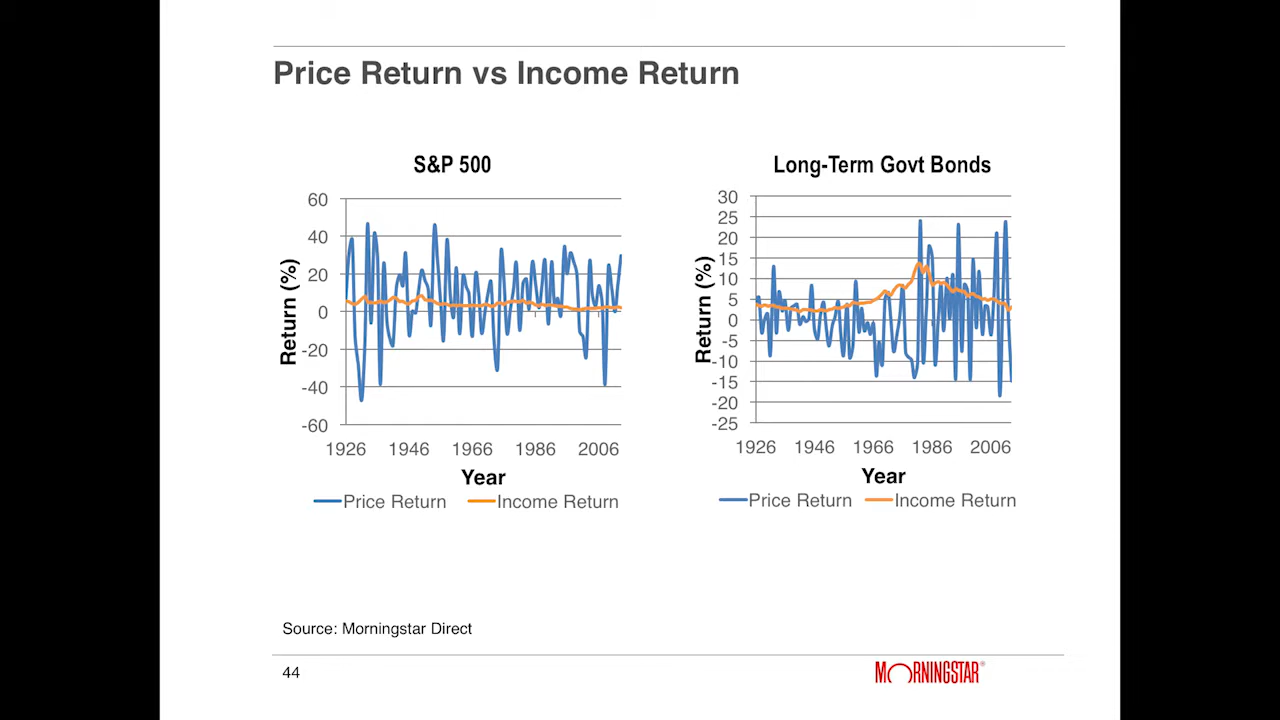 Price Return vs Income Return
S&P 500
60
40
20
0
-20
-40
-60
Return (%)
1926 1946 1966 1986 2006
Year
Price Return Income Return
Long-Term Govt Bonds
30
25
20
15
10
5
0
-5
-10
-15
-20
-25
Return (%)
1926 1946 1966 1986 2006
Year
Price Return Income Return
Source: Morningstar Direct
44
MORNINGSTAR®